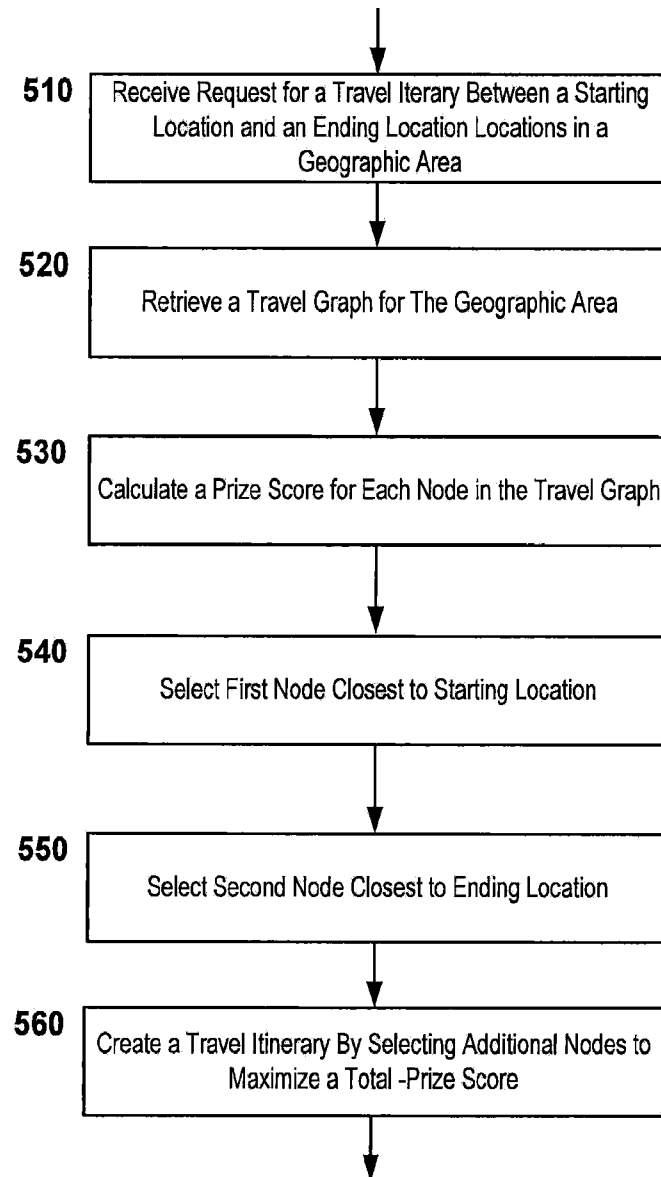 510
Receive Request for a Travel Iterary Between a Starting
Location and an Ending Location Locations in a
Geographic Area
520
Retrieve a Travel Graph for The Geographic Area
530
Calculate a Prize Score for Each Node in the Travel Graph
540
Select First Node Closest to Starting Location
550
Select Second Node Closest to Ending Location
560
Create a Travel Itinerary By Selecting Additional Nodes to
Maximize a Total -Prize Score